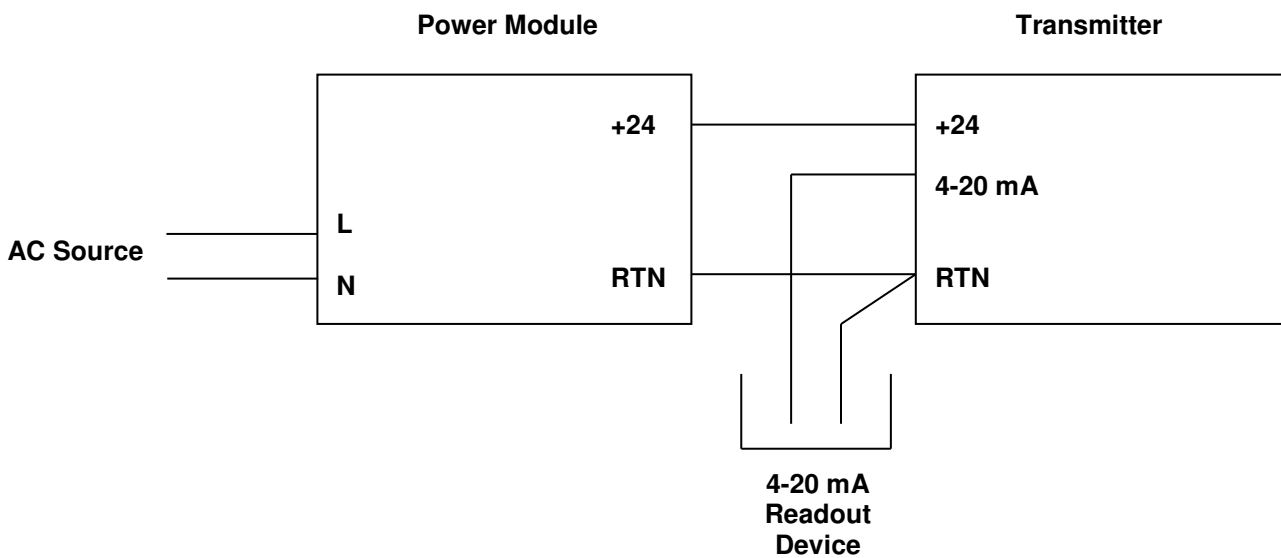 Power Module
Transmitter
+24
+24
4-20 mA
L
AC Source
N
RTN
RTN
4-20 mA
Readout
Device